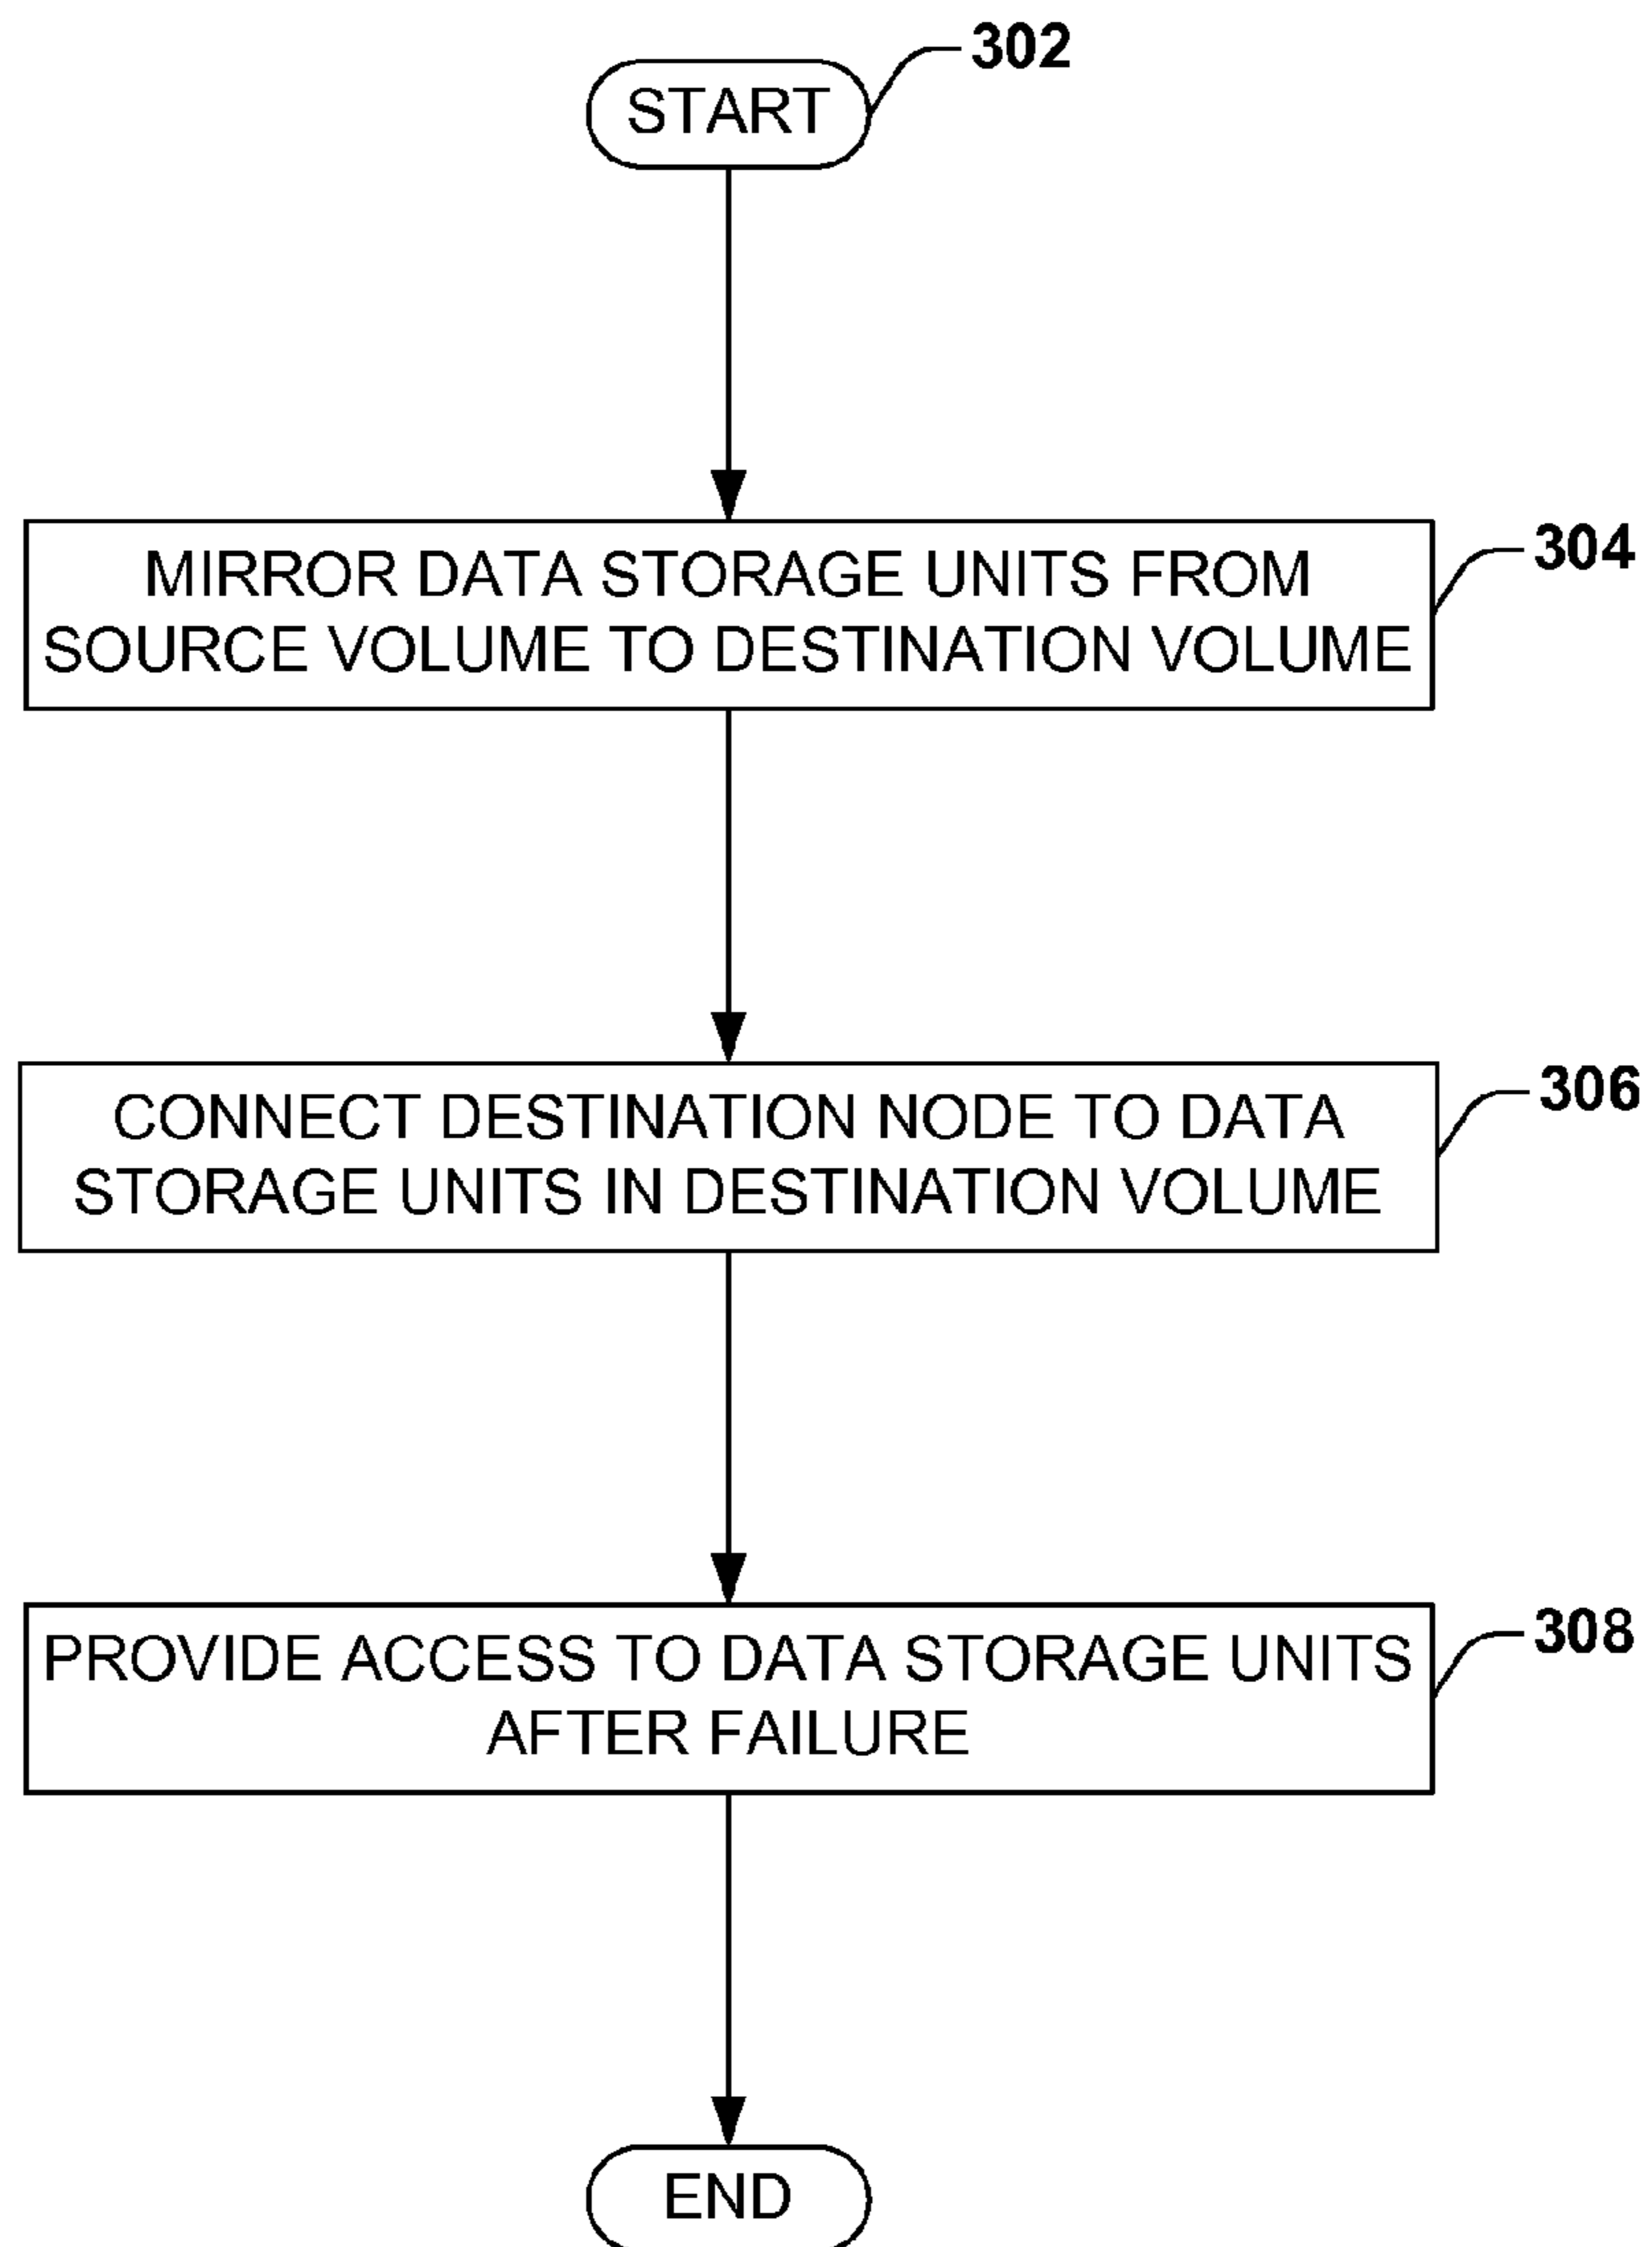 START
302
MIRROR DATA STORAGE UNITS FROM
SOURCE VOLUME TO DESTINATION VOLUME
304
CONNECT DESTINATION NODE TO DATA
STORAGE UNITS IN DESTINATION VOLUME
306
PROVIDE ACCESS TO DATA STORAGE UNITS
AFTER FAILURE
308
END